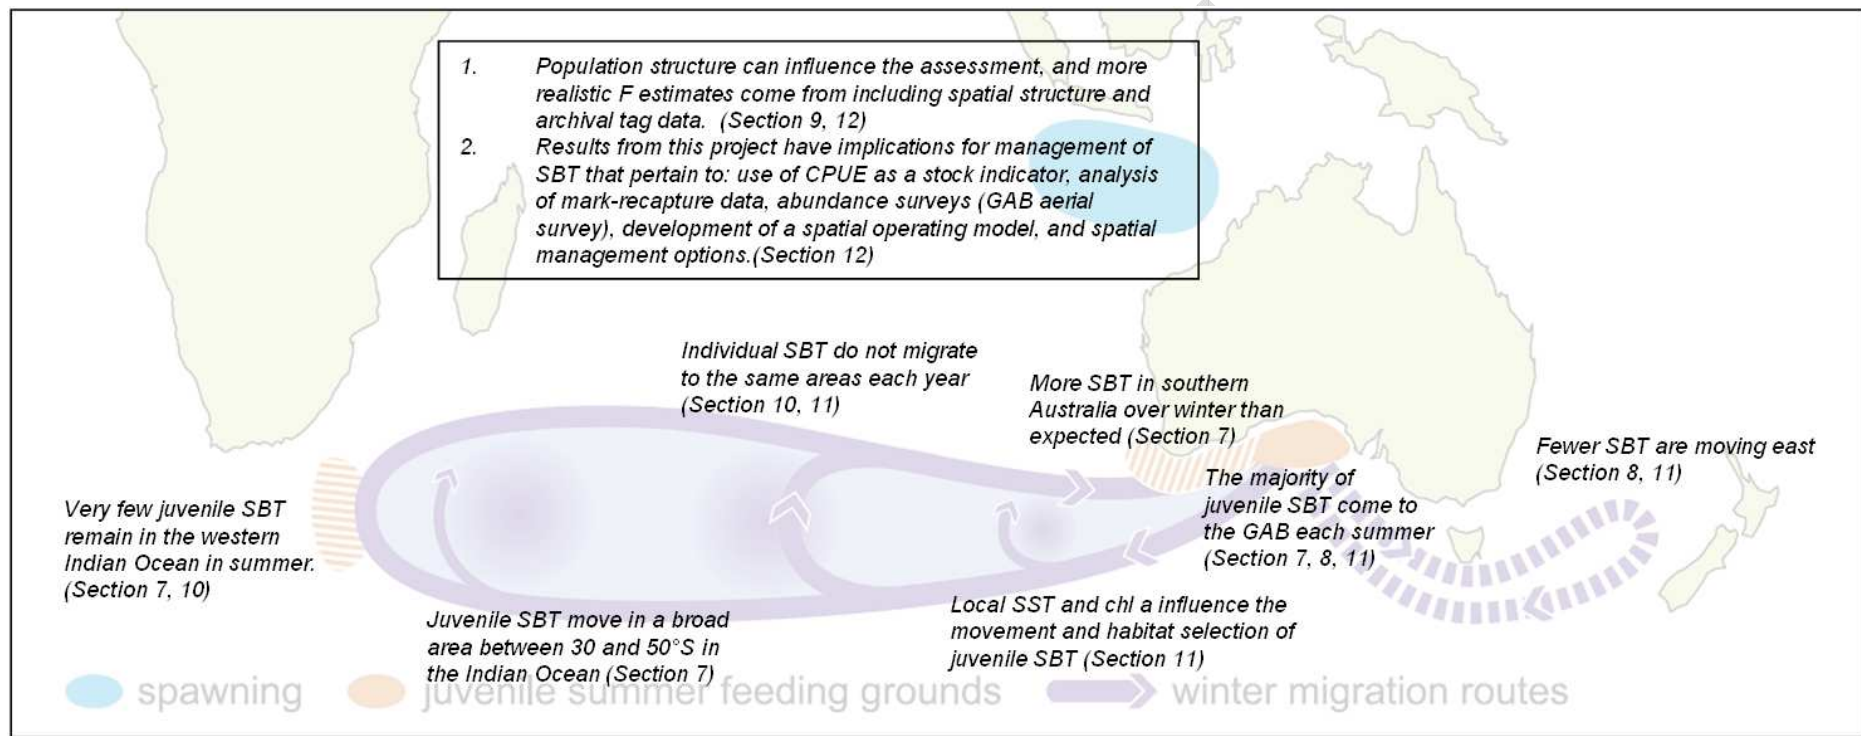 1. Population structure can influence the assessment, and more
realistic F estimates come from including spatial structure and
archival tag data. (Section 9, 12)
2. Results from this project have implications for management of
SBT that pertain to: use of CPUE as a stock indicator, analysis
of mark-recapture data, abundance surveys (GAB aerial
survey), development of a spatial operating model, and spatial
management options.(Section 12)
Individual SBT do not migrate
to the same areas each year
(Section 10, 11)
More SBT in southern
Australia over winter than
expected (Section 7)
Fewer SBT are moving east
(Section 8, 11)
The majority of
juvenile SBT come to
the GAB each summer
(Section 7, 8, 11)
Very few juvenile SBT
remain in the western
Indian Ocean in summer.
(Section 7, 10)
Juvenile SBT move in a broad
area between 30 and 50°S in
the Indian Ocean (Section 7)
Local SST and chl a influence the
movement and habitat selection of
juvenile SBT (Section 11)
spawning
juvenile summer feeding grounds
winter migration routes